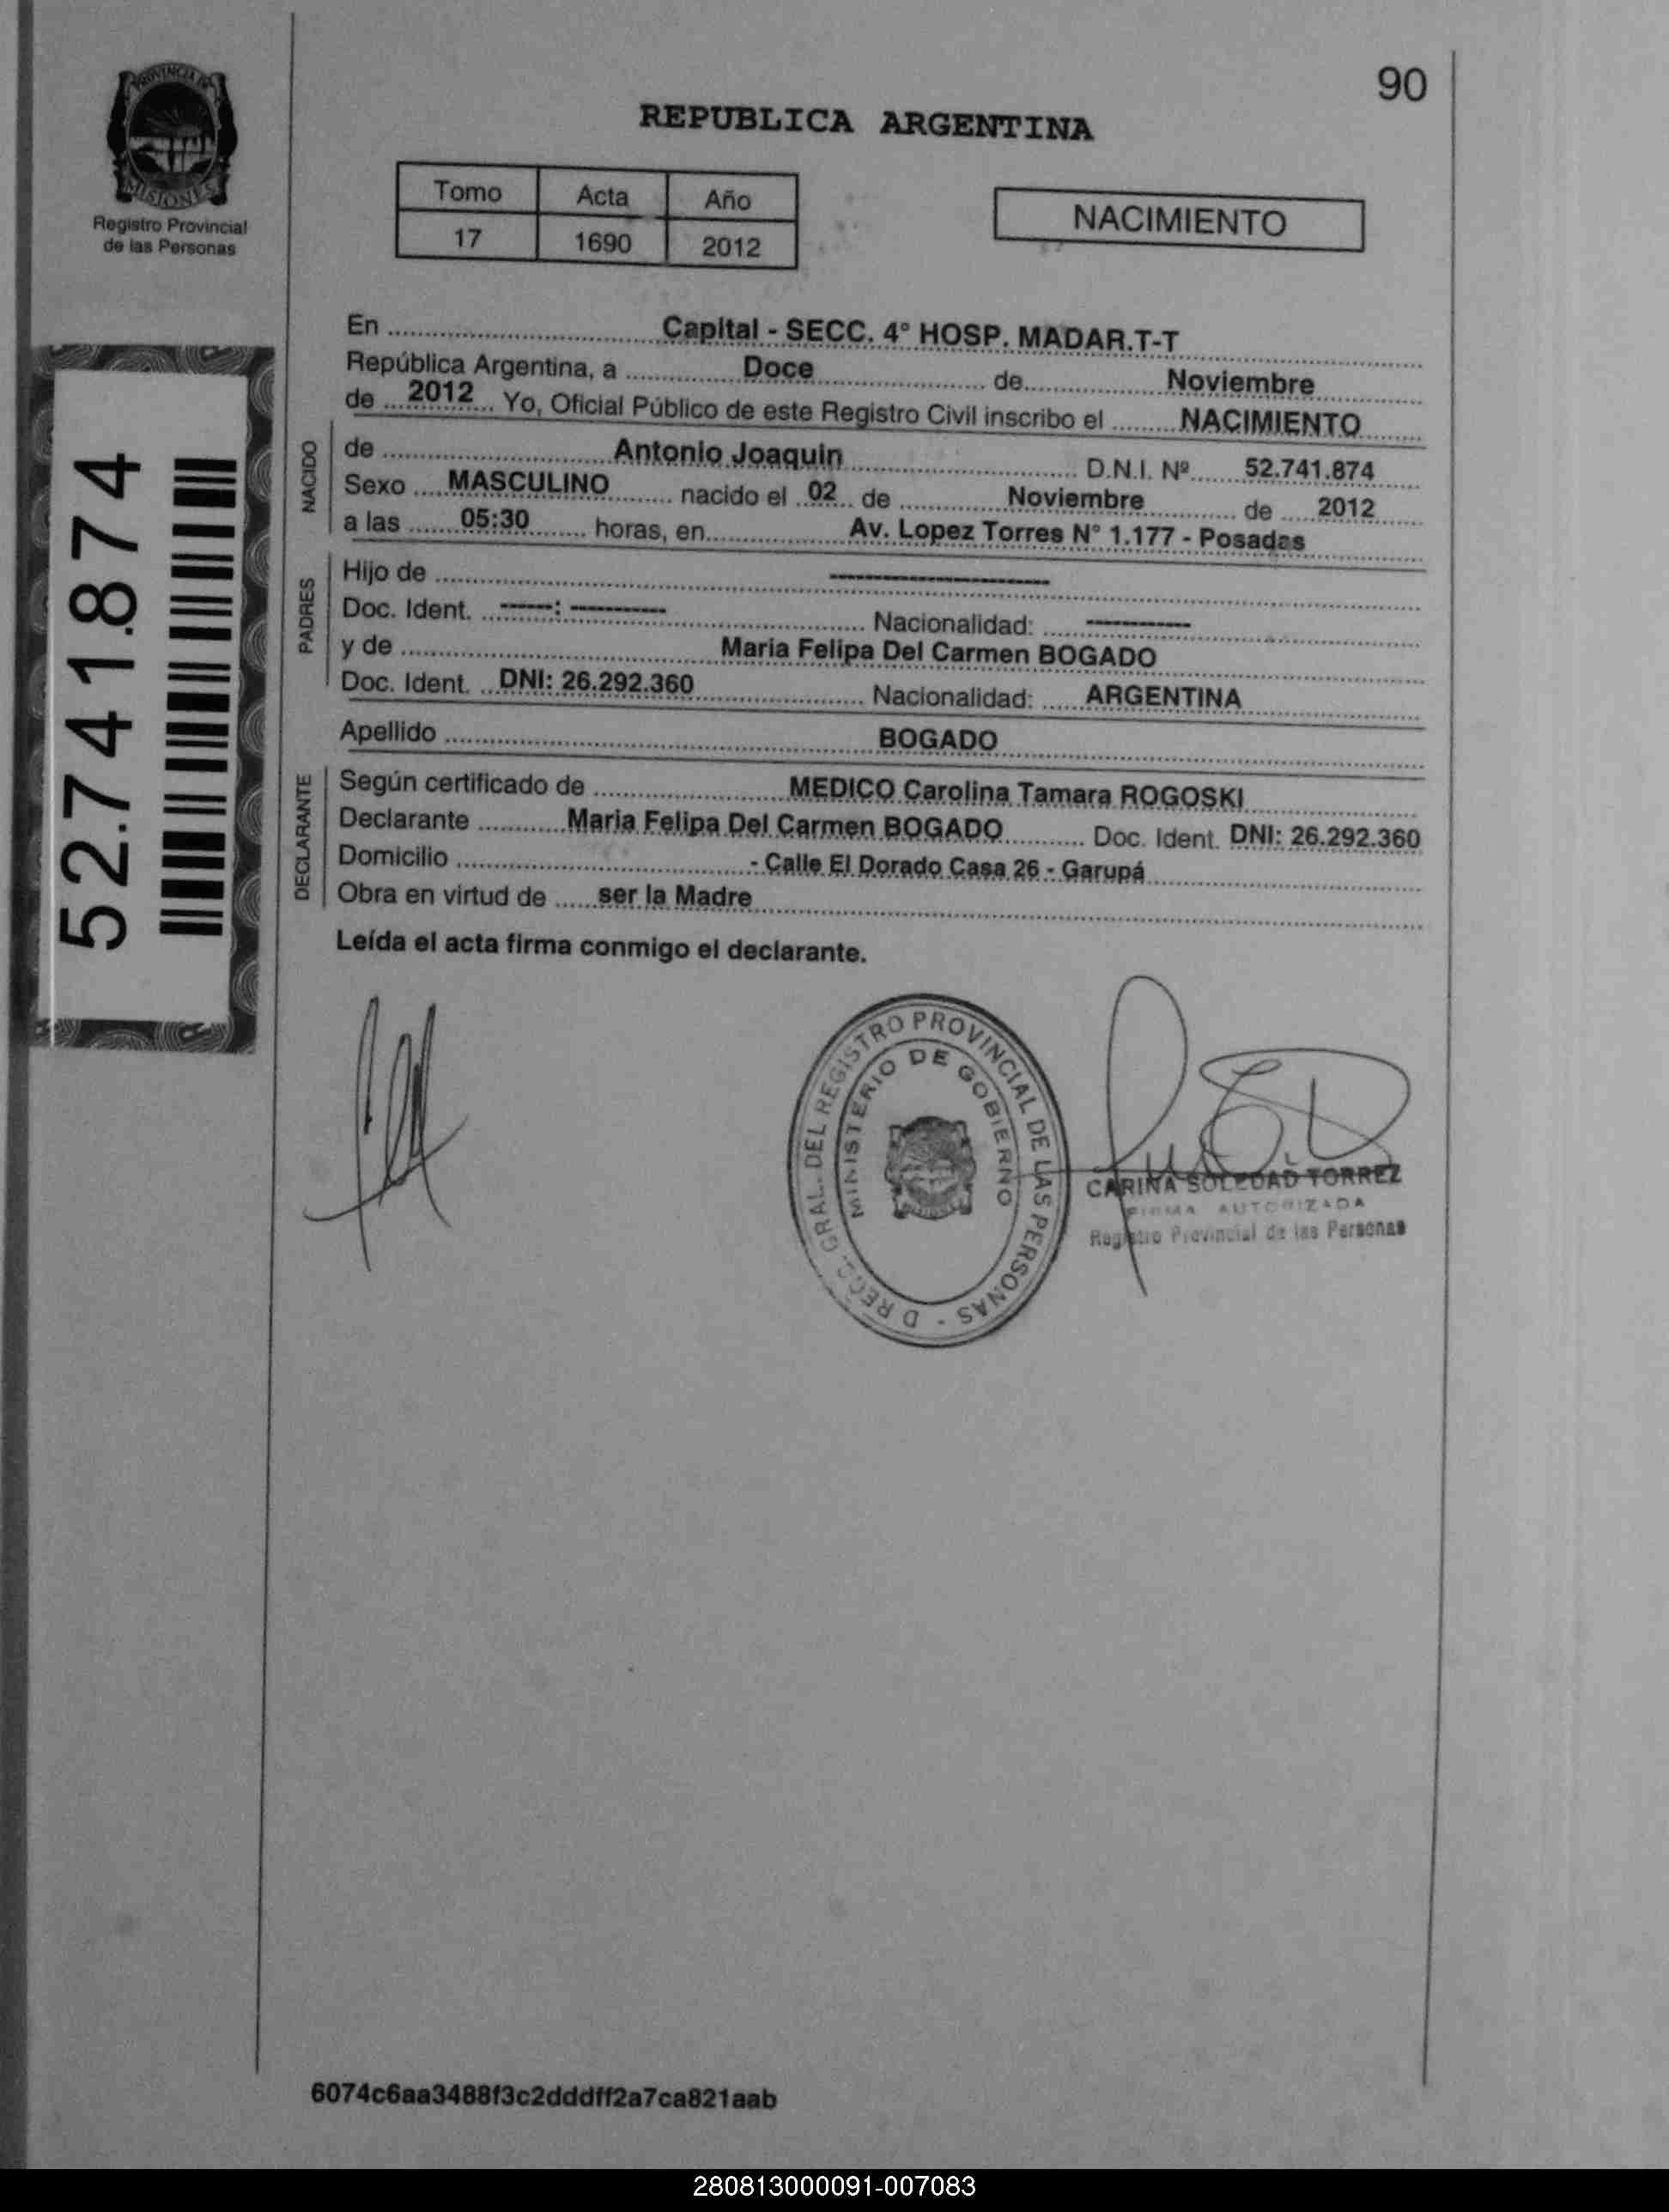 90
PROVINCIA DE
MISIONES
Registro Provincial
de las Personas
REPUBLICA ARGENTINA
Tomo Acta Año
17 1690 2012
NACIMIENTO
52.741.874
En Capital - SECC. 4° HOSP. MADAR.T-T
República Argentina, a Doce de Noviembre
de 2012 Yo, Oficial Público de este Registro Civil inscribo el NACIMIENTO
NACIDO
de Antonio Joaquin D.N.I. Nº 52.741.874
Sexo MASCULINO nacido el 02 de Noviembre de 2012
a las 05:30 horas, en Av. Lopez Torres N° 1.177 - Posadas
PADRES
Hijo de --------------------
Doc. Ident. -----: ---------- Nacionalidad: -----------
y de Maria Felipa Del Carmen BOGADO
Doc. Ident. DNI: 26.292.360 Nacionalidad: ARGENTINA
Apellido BOGADO
DECLARANTE
Según certificado de MEDICO Carolina Tamara ROGOSKI
Declarante Maria Felipa Del Carmen BOGADO Doc. Ident. DNI: 26.292.360
Domicilio - Calle El Dorado Casa 26 - Garupá
Obra en virtud de ser la Madre
Leída el acta firma conmigo el declarante.
GRAL. DEL REGISTRO PROVINCIAL DE LAS PERSONAS -
MINISTERIO DE GOBIERNO
CARINA SOLEDAD TORREZ
FIRMA AUTORIZADA
Registro Provincial de las Personas
6074c6aa3488f3c2dddff2a7ca821aab
280813000091-007083